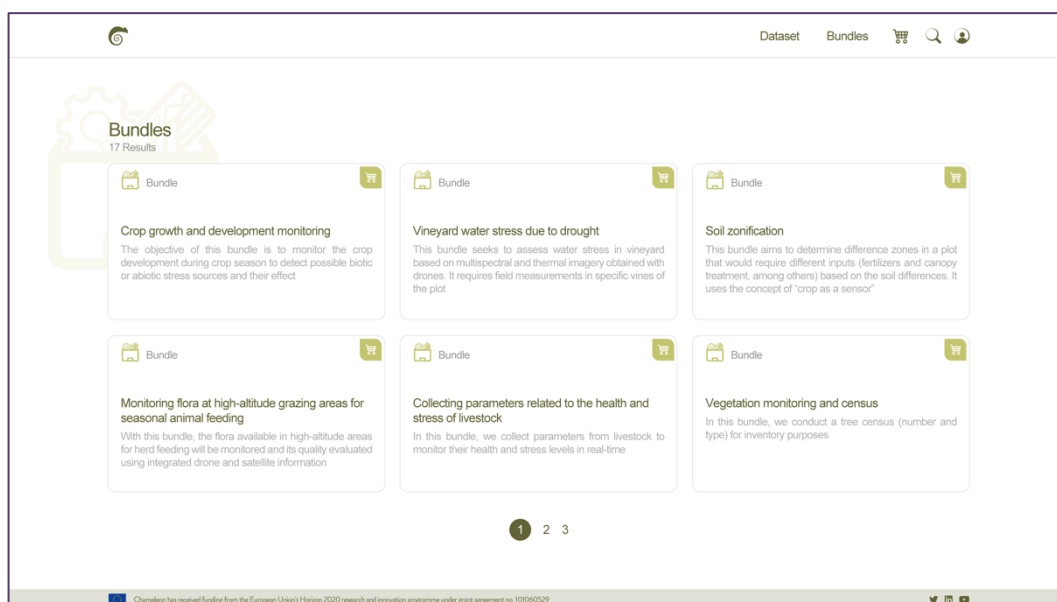 Dataset Bundles
Bundles
17 Results
Bundle
Crop growth and development monitoring
The objective of this bundle is to monitor the crop
development during crop season to detect possible biotic
or abiotic stress sources and their effect
Bundle
Vineyard water stress due to drought
This bundle seeks to assess water stress in vineyard
based on multispectral and thermal imagery obtained with
drones. It requires field measurements in specific vines of
the plot
Bundle
Soil zonification
This bundle aims to determine difference zones in a plot
that would require different inputs (fertilizers and canopy
treatment, among others) based on the soil differences. It
uses the concept of “crop as a sensor”
Bundle
Monitoring flora at high-altitude grazing areas for
seasonal animal feeding
With this bundle, the flora available in high-altitude areas
for herd feeding will be monitored and its quality evaluated
using integrated drone and satellite information
Bundle
Collecting parameters related to the health and
stress of livestock
In this bundle, we collect parameters from livestock to
monitor their health and stress levels in real-time
Bundle
Vegetation monitoring and census
In this bundle, we conduct a tree census (number and
type) for inventory purposes
1 2 3
Chameleon has received funding from the European Union's Horizon 2020 research and innovation programme under grant agreement no. 101060529